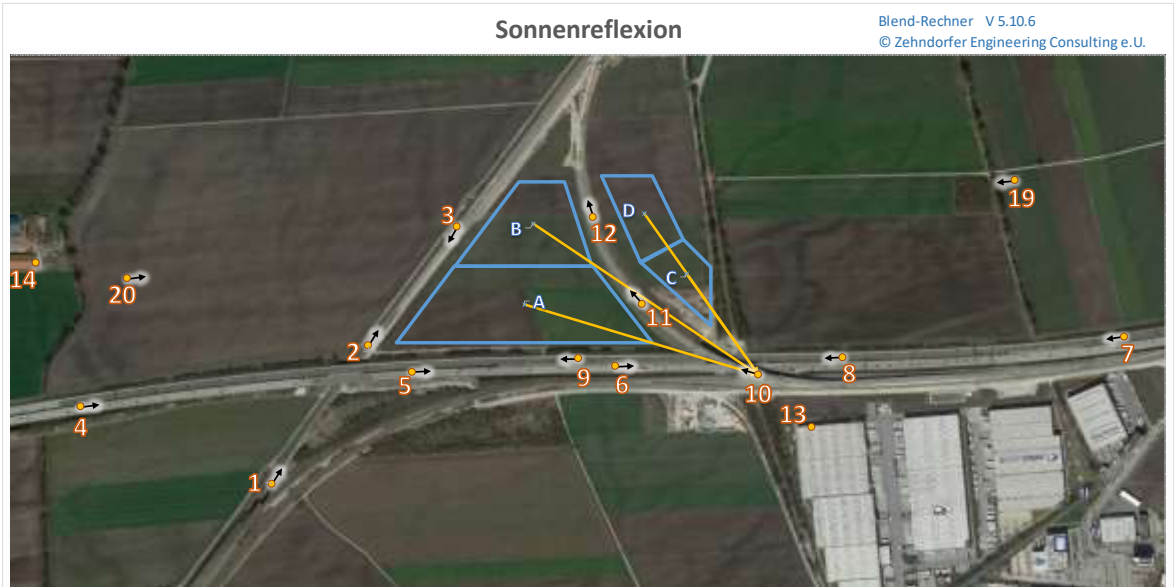 Sonnenreflexion
Blend-Rechner V 5.10.6
© Zehndorfer Engineering Consulting e.U.
19
3
B
D
12
14
20
C
A
11
2
5
9
6
10
8
7
4
13
1